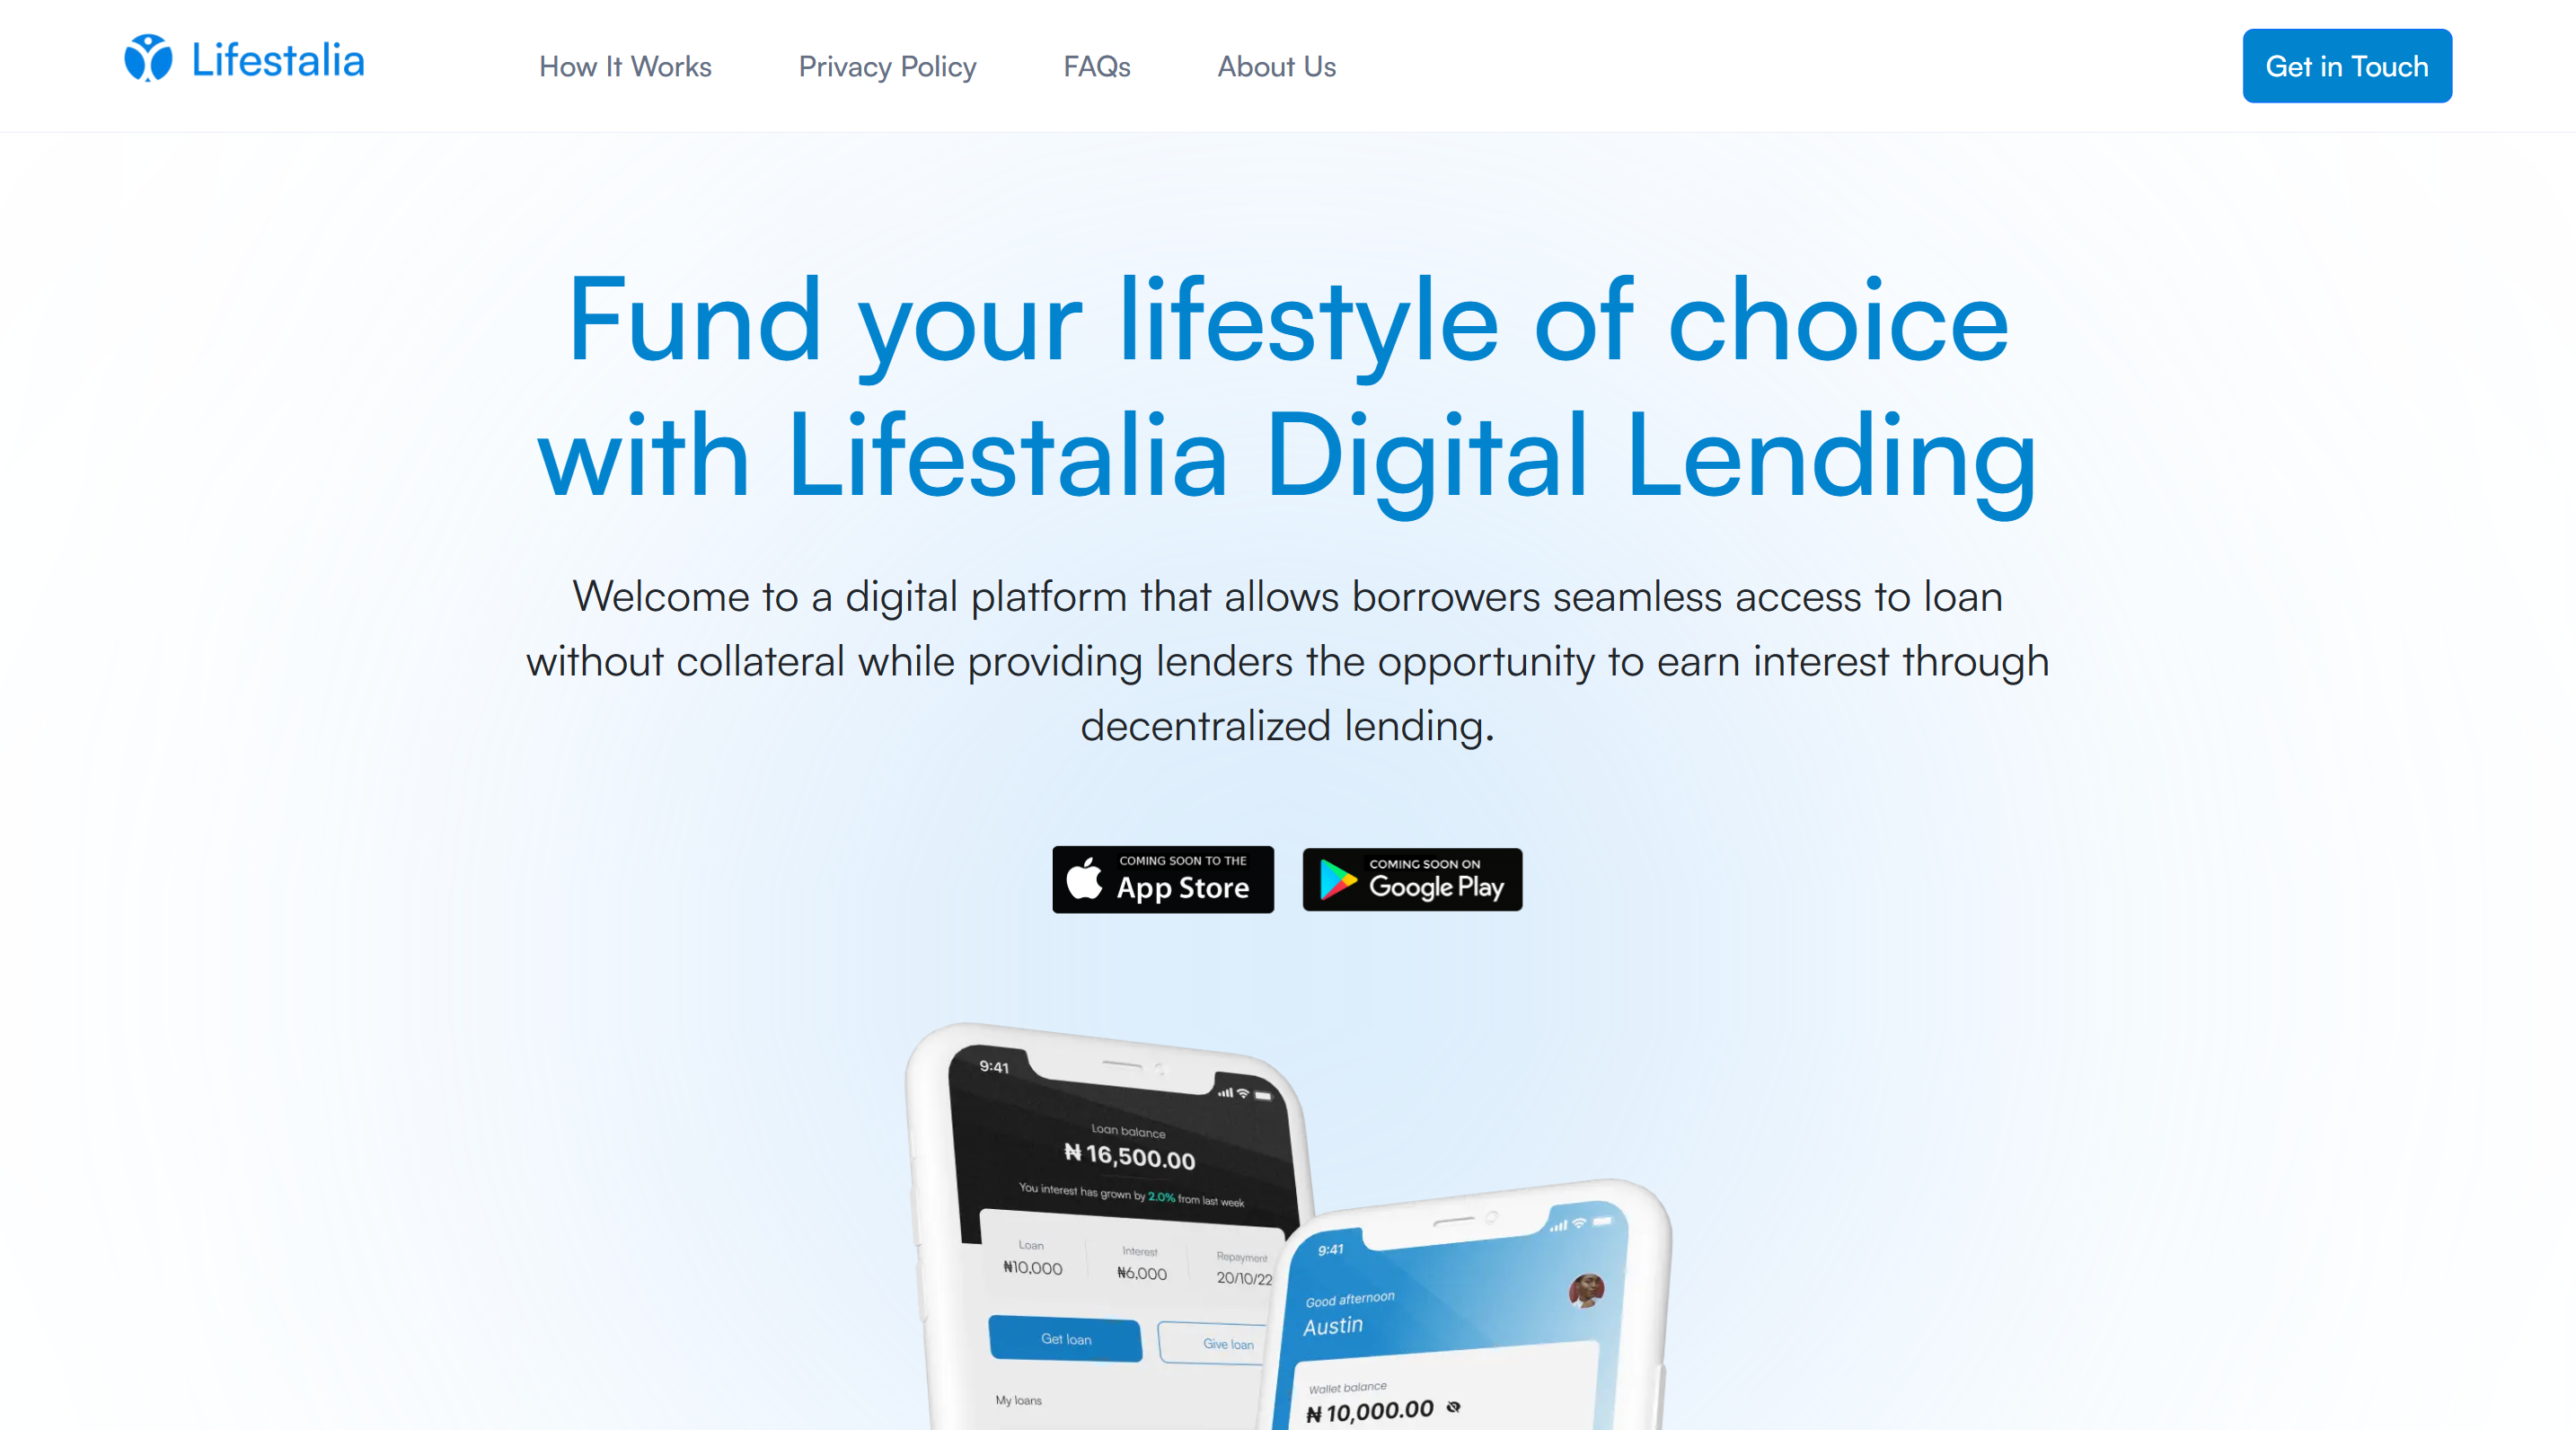 Lifestalia
How It Works
Privacy Policy
FAQs
About Us
Get in Touch
Fund your lifestyle of choice
with Lifestalia Digital Lending
Welcome to a digital platform that allows borrowers seamless access to loan
without collateral while providing lenders the opportunity to earn interest through
decentralized lending.
COMING SOON TO THE
App Store
COMING SOON ON
Google Play
9:41
Loan balance
₦ 16,500.00
You interest has grown by 2.0% from last week
Loan
₦10,000
Interest
₦6,000
Repayment
20/10/22
Get loan
Give loan
My loans
9:41
Good afternoon
Austin
Wallet balance
₦ 10,000.00